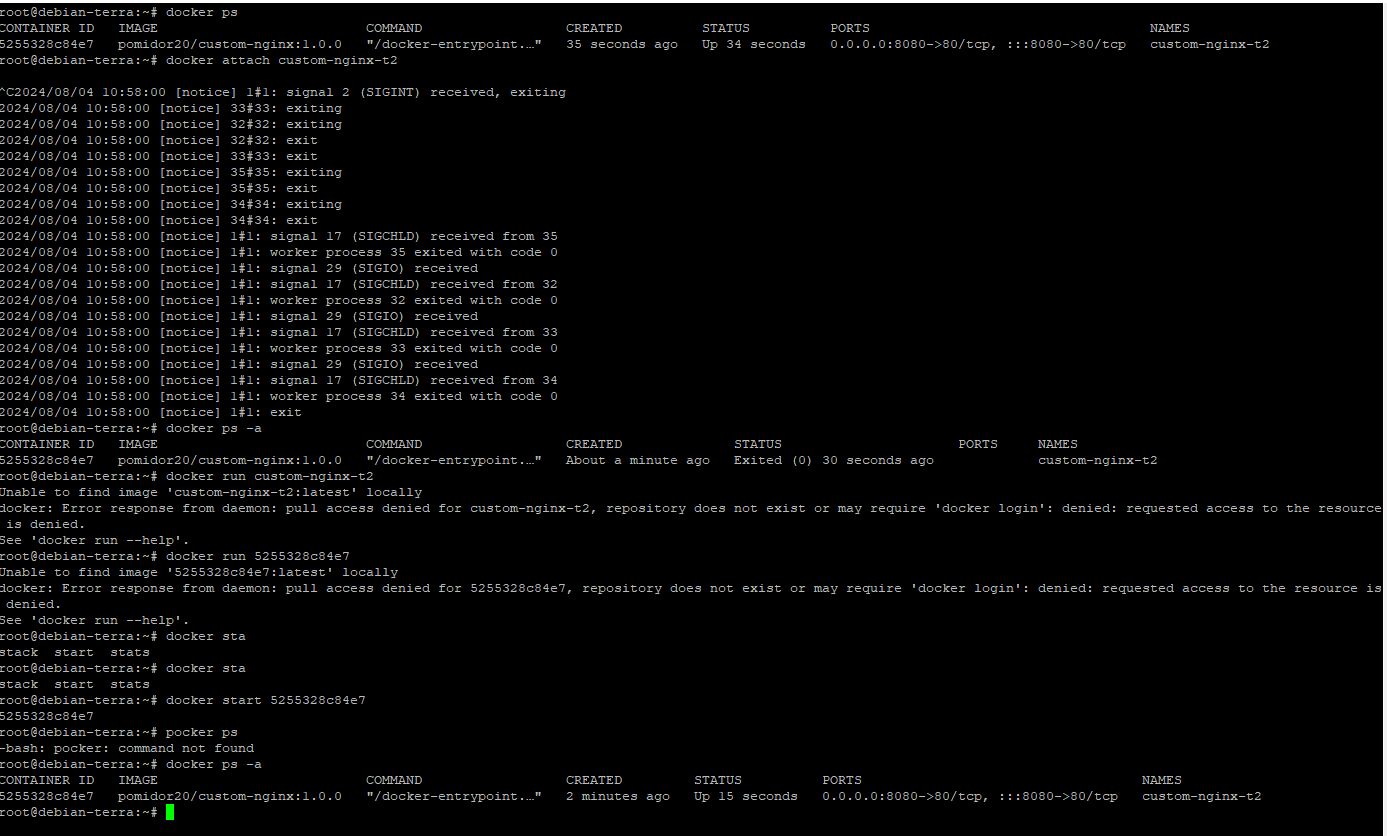 root@debian-terra:~# docker ps
CONTAINER ID   IMAGE                          COMMAND                  CREATED          STATUS          PORTS                                   NAMES
5255328c84e7   pomidor20/custom-nginx:1.0.0   "/docker-entrypoint.…"   35 seconds ago   Up 34 seconds   0.0.0.0:8080->80/tcp, :::8080->80/tcp   custom-nginx-t2
root@debian-terra:~# docker attach custom-nginx-t2
^C2024/08/04 10:58:00 [notice] 1#1: signal 2 (SIGINT) received, exiting
2024/08/04 10:58:00 [notice] 33#33: exiting
2024/08/04 10:58:00 [notice] 32#32: exiting
2024/08/04 10:58:00 [notice] 32#32: exit
2024/08/04 10:58:00 [notice] 33#33: exit
2024/08/04 10:58:00 [notice] 35#35: exiting
2024/08/04 10:58:00 [notice] 35#35: exit
2024/08/04 10:58:00 [notice] 34#34: exiting
2024/08/04 10:58:00 [notice] 34#34: exit
2024/08/04 10:58:00 [notice] 1#1: signal 17 (SIGCHLD) received from 35
2024/08/04 10:58:00 [notice] 1#1: worker process 35 exited with code 0
2024/08/04 10:58:00 [notice] 1#1: signal 29 (SIGIO) received
2024/08/04 10:58:00 [notice] 1#1: signal 17 (SIGCHLD) received from 32
2024/08/04 10:58:00 [notice] 1#1: worker process 32 exited with code 0
2024/08/04 10:58:00 [notice] 1#1: signal 29 (SIGIO) received
2024/08/04 10:58:00 [notice] 1#1: signal 17 (SIGCHLD) received from 33
2024/08/04 10:58:00 [notice] 1#1: worker process 33 exited with code 0
2024/08/04 10:58:00 [notice] 1#1: signal 29 (SIGIO) received
2024/08/04 10:58:00 [notice] 1#1: signal 17 (SIGCHLD) received from 34
2024/08/04 10:58:00 [notice] 1#1: worker process 34 exited with code 0
2024/08/04 10:58:00 [notice] 1#1: exit
root@debian-terra:~# docker ps -a
CONTAINER ID   IMAGE                          COMMAND                  CREATED              STATUS                      PORTS     NAMES
5255328c84e7   pomidor20/custom-nginx:1.0.0   "/docker-entrypoint.…"   About a minute ago   Exited (0) 30 seconds ago             custom-nginx-t2
root@debian-terra:~# docker run custom-nginx-t2
Unable to find image 'custom-nginx-t2:latest' locally
docker: Error response from daemon: pull access denied for custom-nginx-t2, repository does not exist or may require 'docker login': denied: requested access to the resource
 is denied.
See 'docker run --help'.
root@debian-terra:~# docker run 5255328c84e7
Unable to find image '5255328c84e7:latest' locally
docker: Error response from daemon: pull access denied for 5255328c84e7, repository does not exist or may require 'docker login': denied: requested access to the resource is
 denied.
See 'docker run --help'.
root@debian-terra:~# docker sta
stack  start  stats
root@debian-terra:~# docker sta
stack  start  stats
root@debian-terra:~# docker start 5255328c84e7
5255328c84e7
root@debian-terra:~# pocker ps
-bash: pocker: command not found
root@debian-terra:~# docker ps -a
CONTAINER ID   IMAGE                          COMMAND                  CREATED         STATUS          PORTS                                   NAMES
5255328c84e7   pomidor20/custom-nginx:1.0.0   "/docker-entrypoint.…"   2 minutes ago   Up 15 seconds   0.0.0.0:8080->80/tcp, :::8080->80/tcp   custom-nginx-t2
root@debian-terra:~#